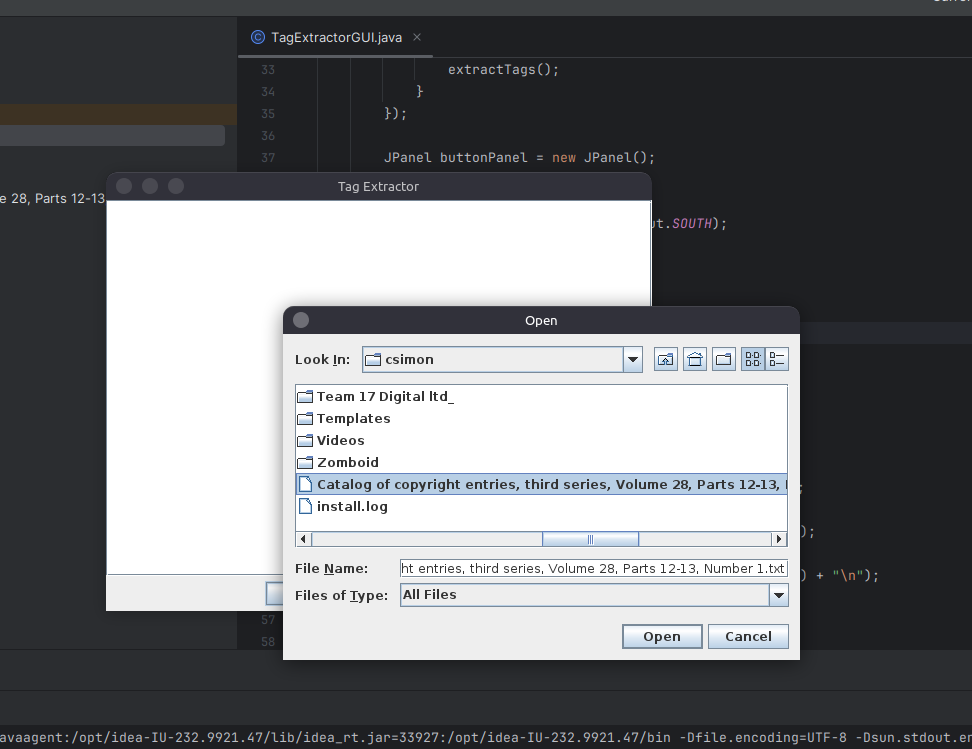 TagExtractorGUI.java
33 extractTags();
34 }
35 });
36
37 JPanel buttonPanel = new JPanel();
e 28, Parts 12-13
Tag Extractor
.SOUTH);
Open
Look In: csimon
Team 17 Digital ltd_
Templates
Videos
Zomboid
Catalog of copyright entries, third series, Volume 28, Parts 12-13,
install.log
;
);
File Name: ht entries, third series, Volume 28, Parts 12-13, Number 1.txt
) + "\n");
Files of Type: All Files
57
58
Open Cancel
avaagent:/opt/idea-IU-232.9921.47/lib/idea_rt.jar=33927:/opt/idea-IU-232.9921.47/bin -Dfile.encoding=UTF-8 -Dsun.stdout.en